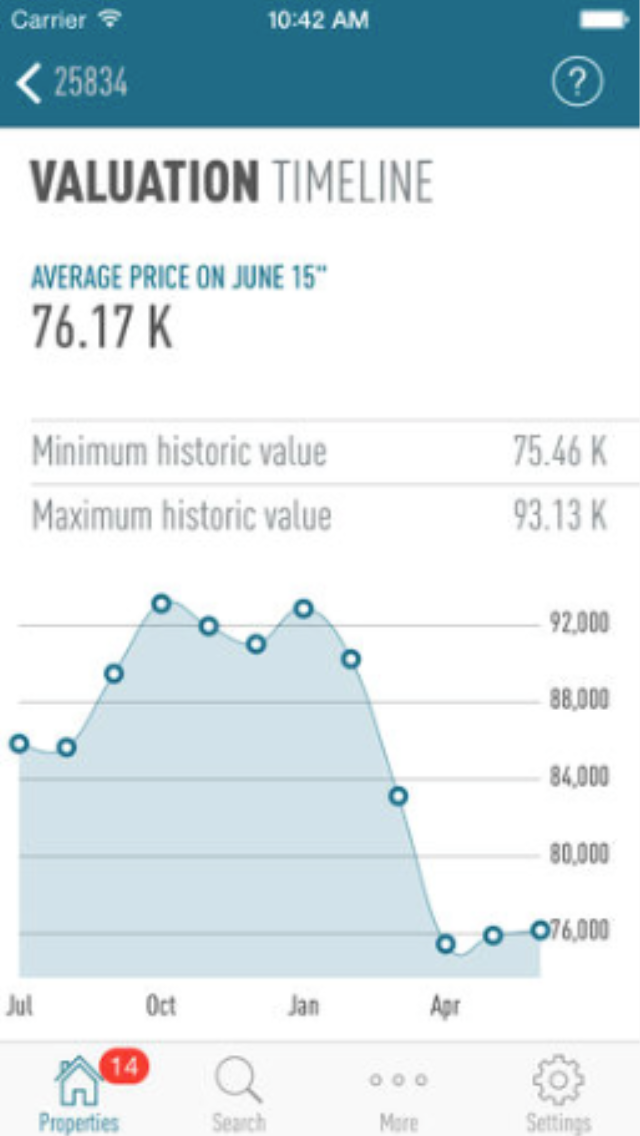 Carrier 10:42 AM
25834 ?
VALUATION TIMELINE
AVERAGE PRICE ON JUNE 15"
76.17 K
Minimum historic value 75.46 K
Maximum historic value 93.13 K
92,000
88,000
84,000
80,000
76,000
Jul Oct Jan Apr
14
Properties Search More Settings